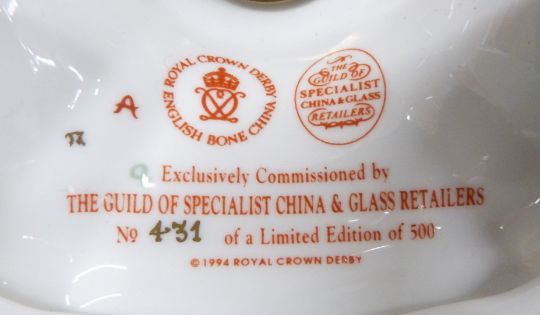 ROYAL CROWN DERBY
ENGLISH BONE CHINA
THE
GUILD OF
SPECIALIST
CHINA & GLASS
RETAILERS
A
Exclusively Commissioned by
THE GUILD OF SPECIALIST CHINA & GLASS RETAILERS
No 431 of a Limited Edition of 500
© 1994 ROYAL CROWN DERBY